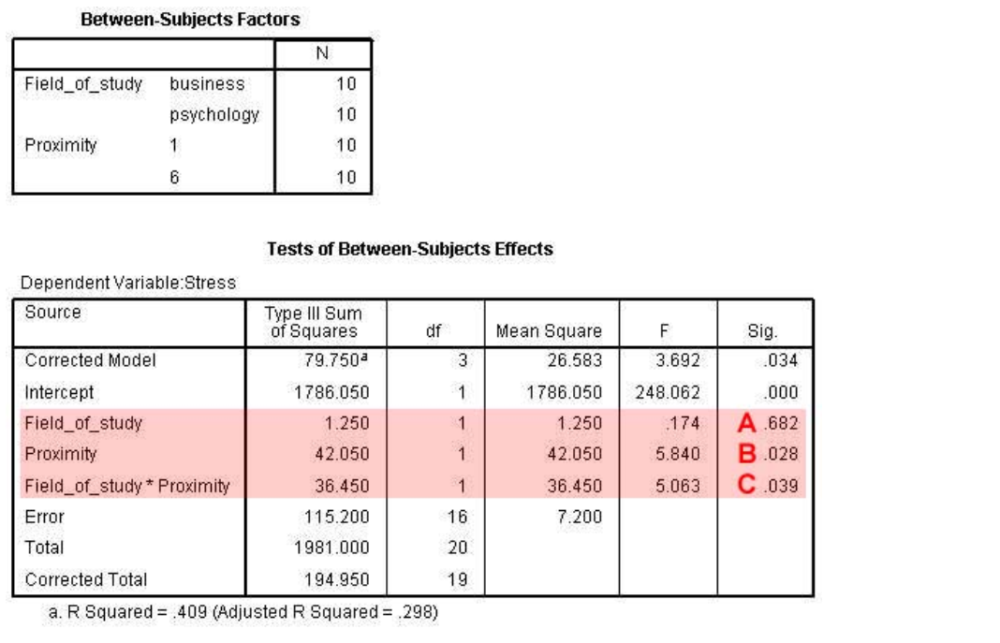 Between-Subjects Factors
N
Field_of_study business 10
psychology 10
Proximity 1 10
6 10
Tests of Between-Subjects Effects
Dependent Variable:Stress
Source Type III Sum of Squares df Mean Square F Sig.
Corrected Model 79.750a 3 26.583 3.692 .034
Intercept 1786.050 1 1786.050 248.062 .000
Field_of_study 1.250 1 1.250 .174 A .682
Proximity 42.050 1 42.050 5.840 B .028
Field_of_study * Proximity 36.450 1 36.450 5.063 C .039
Error 115.200 16 7.200
Total 1981.000 20
Corrected Total 194.950 19
a. R Squared = .409 (Adjusted R Squared = .298)